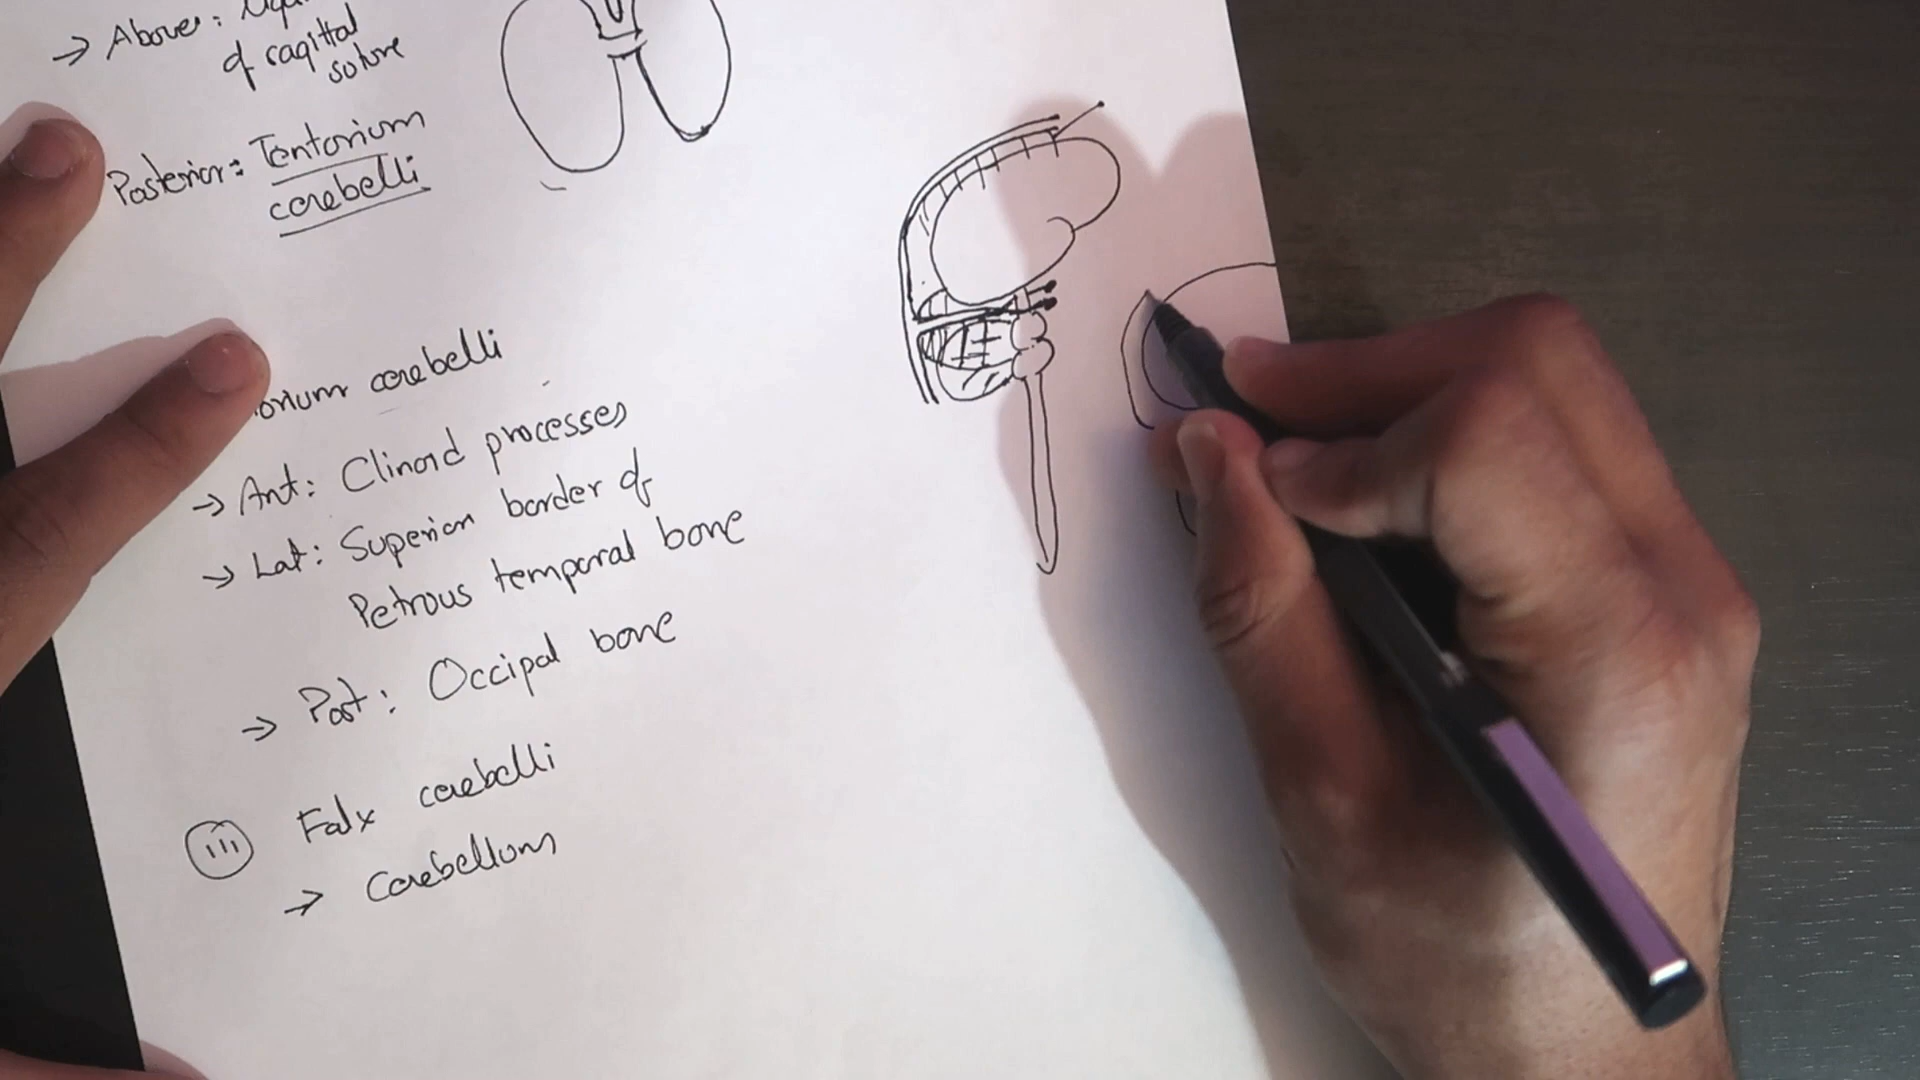 → Above:
of sagittal
suture
Posterior: Tentorium
cerebelli
orium cerebelli
→ Ant: Clinoid processes
→ Lat: Superior border of
Petrous temporal bone
→ Post: Occipal bone
iii Falx cerebelli
→ Cerebellum